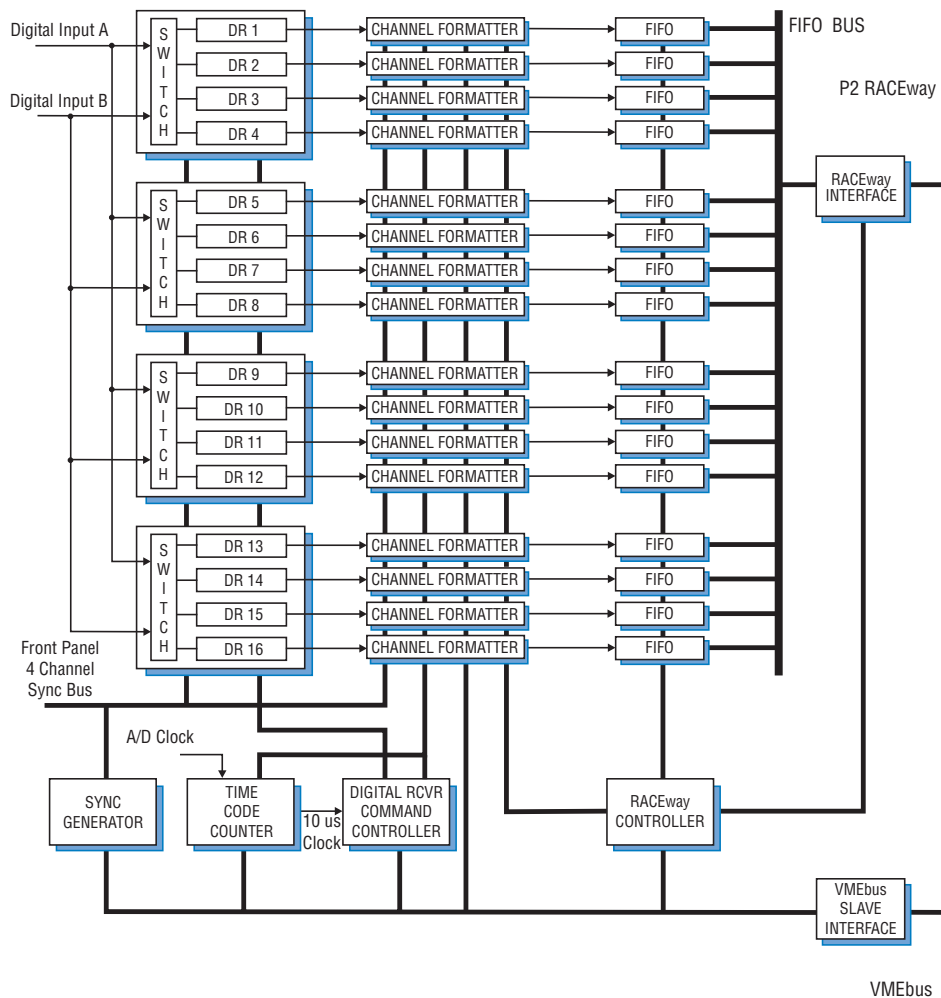 Digital Input A
Digital Input B
SWITCH
DR 1
CHANNEL FORMATTER
FIFO
DR 2
CHANNEL FORMATTER
FIFO
DR 3
CHANNEL FORMATTER
FIFO
DR 4
CHANNEL FORMATTER
FIFO
FIFO BUS
P2 RACEway
RACEway
INTERFACE
SWITCH
DR 5
CHANNEL FORMATTER
FIFO
DR 6
CHANNEL FORMATTER
FIFO
DR 7
CHANNEL FORMATTER
FIFO
DR 8
CHANNEL FORMATTER
FIFO
SWITCH
DR 9
CHANNEL FORMATTER
FIFO
DR 10
CHANNEL FORMATTER
FIFO
DR 11
CHANNEL FORMATTER
FIFO
DR 12
CHANNEL FORMATTER
FIFO
SWITCH
DR 13
CHANNEL FORMATTER
FIFO
DR 14
CHANNEL FORMATTER
FIFO
DR 15
CHANNEL FORMATTER
FIFO
DR 16
CHANNEL FORMATTER
FIFO
Front Panel
4 Channel
Sync Bus
A/D Clock
SYNC
GENERATOR
TIME
CODE
COUNTER
10 us
Clock
DIGITAL RCVR
COMMAND
CONTROLLER
RACEway
CONTROLLER
VMEbus
SLAVE
INTERFACE
VMEbus